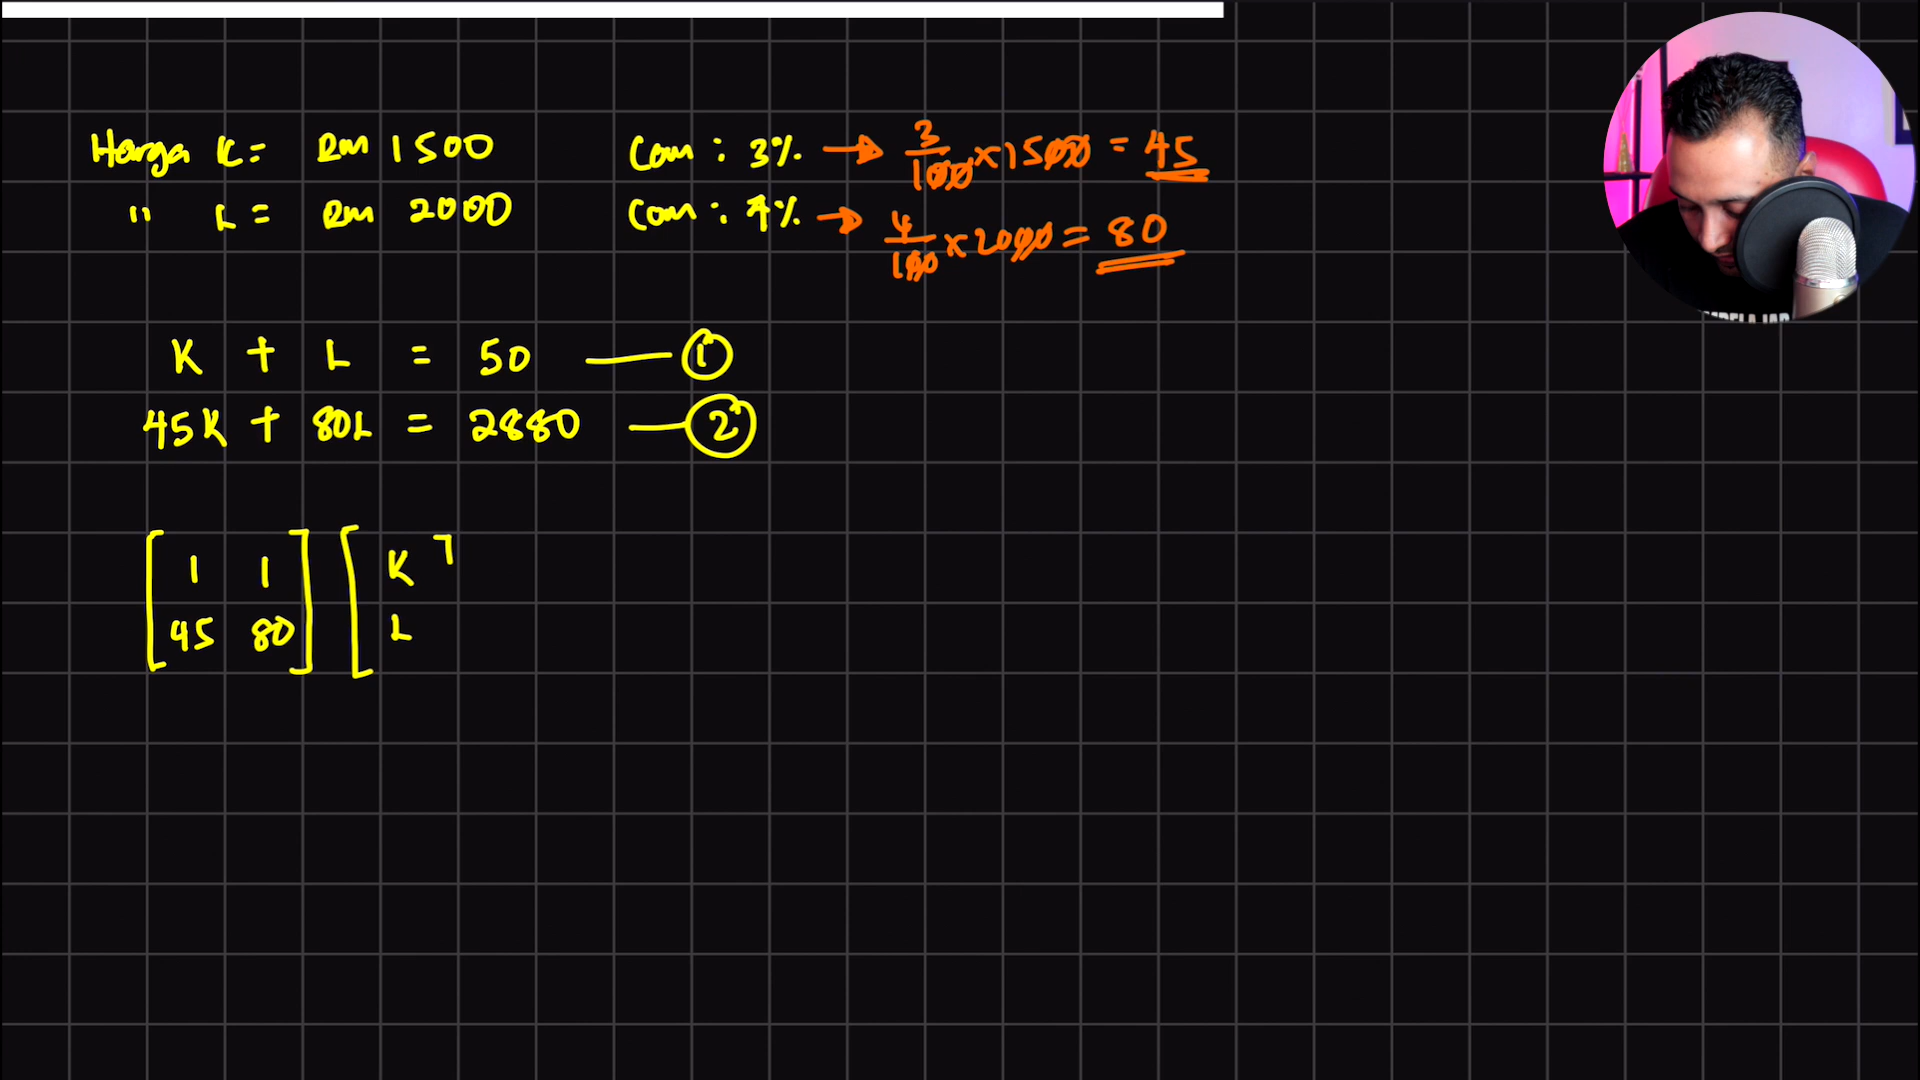 Harga K = RM 1500 Com : 3% → 3/100 × 1500 = 45
" L = RM 2000 Com : 4% → 4/100 × 2000 = 80
K + L = 50 — ①
45K + 80L = 2880 — ②
[ 1 1 ] [ K ]
[ 45 80 ] [ L